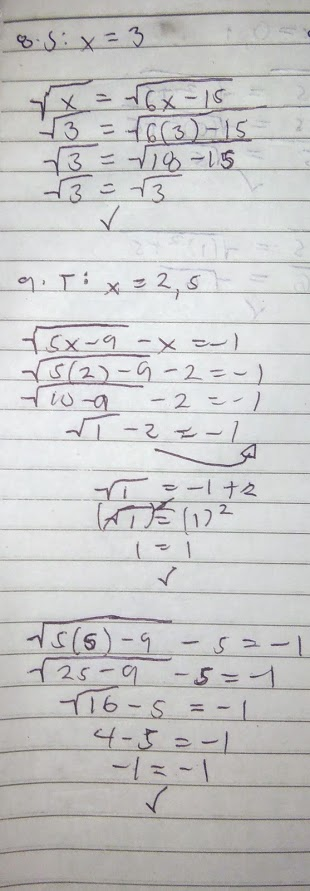 8. S: x = 3
√x = √6x-15
√3 = √6(3)-15
√3 = √18-15
√3 = √3
✓
9. T: x = 2, 5
√5x-9 - x = -1
√5(2)-9 - 2 = -1
√10-9 - 2 = -1
√1 - 2 = -1
√1 = -1+2
(√1)² = (1)²
1 = 1
✓
√5(5)-9 - 5 = -1
√25-9 - 5 = -1
√16 - 5 = -1
4-5 = -1
-1 = -1
✓